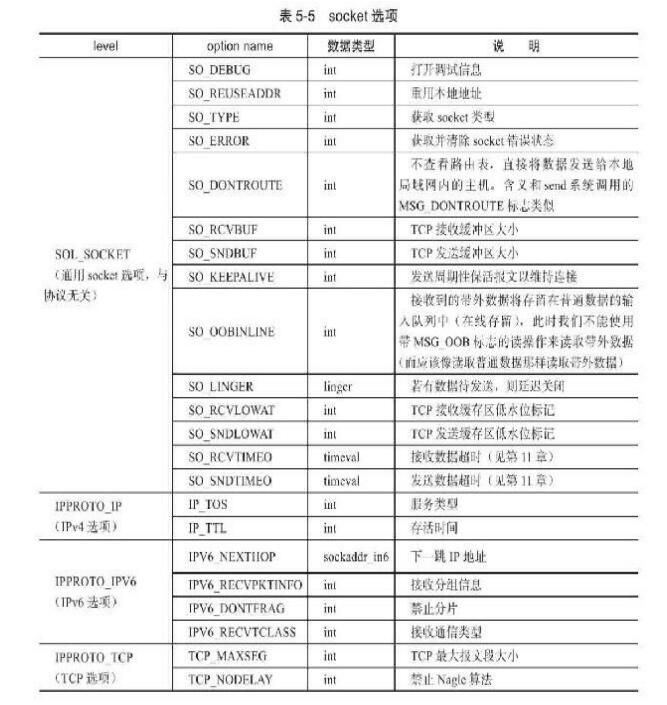 表 5-5 socket 选项
level option name 数据类型 说 明
SO_DEBUG int 打开调试信息
SO_REUSEADDR int 重用本地地址
SO_TYPE int 获取 socket 类型
SO_ERROR int 获取并清除 socket 错误状态
不查看路由表，直接将数据发送给本地
SO_DONTROUTE int 局域网内的主机。含义和 send 系统调用的
MSG_DONTROUTE 标志类似
SO_RCVBUF int TCP 接收缓冲区大小
SOL_SOCKET SO_SNDBUF int TCP 发送缓冲区大小
（通用 socket 选项，与 SO_KEEPALIVE int 发送周期性保活报文以维持连接
协议无关）
接收到的带外数据将存留在普通数据的输
SO_OOBINLINE int 入队列中（在线存留），此时我们不能使用
带 MSG_OOB 标志的读操作来读取带外数据
（而应该像读取普通数据那样读取带外数据）
SO_LINGER linger 若有数据待发送，则延迟关闭
SO_RCVLOWAT int TCP 接收缓存区低水位标记
SO_SNDLOWAT int TCP 发送缓存区低水位标记
SO_RCVTIMEO timeval 接收数据超时（见第 11 章）
SO_SNDTIMEO timeval 发送数据超时（见第 11 章）
IPPROTO_IP IP_TOS int 服务类型
（IPv4 选项） IP_TTL int 存活时间
IPV6_NEXTHOP sockaddr_in6 下一跳 IP 地址
IPPROTO_IPV6 IPV6_RECVPKTINFO int 接收分组信息
（IPv6 选项） IPV6_DONTFRAG int 禁止分片
IPV6_RECVTCLASS int 接收通信类型
IPPROTO_TCP TCP_MAXSEG int TCP 最大报文段大小
（TCP 选项） TCP_NODELAY int 禁止 Nagle 算法